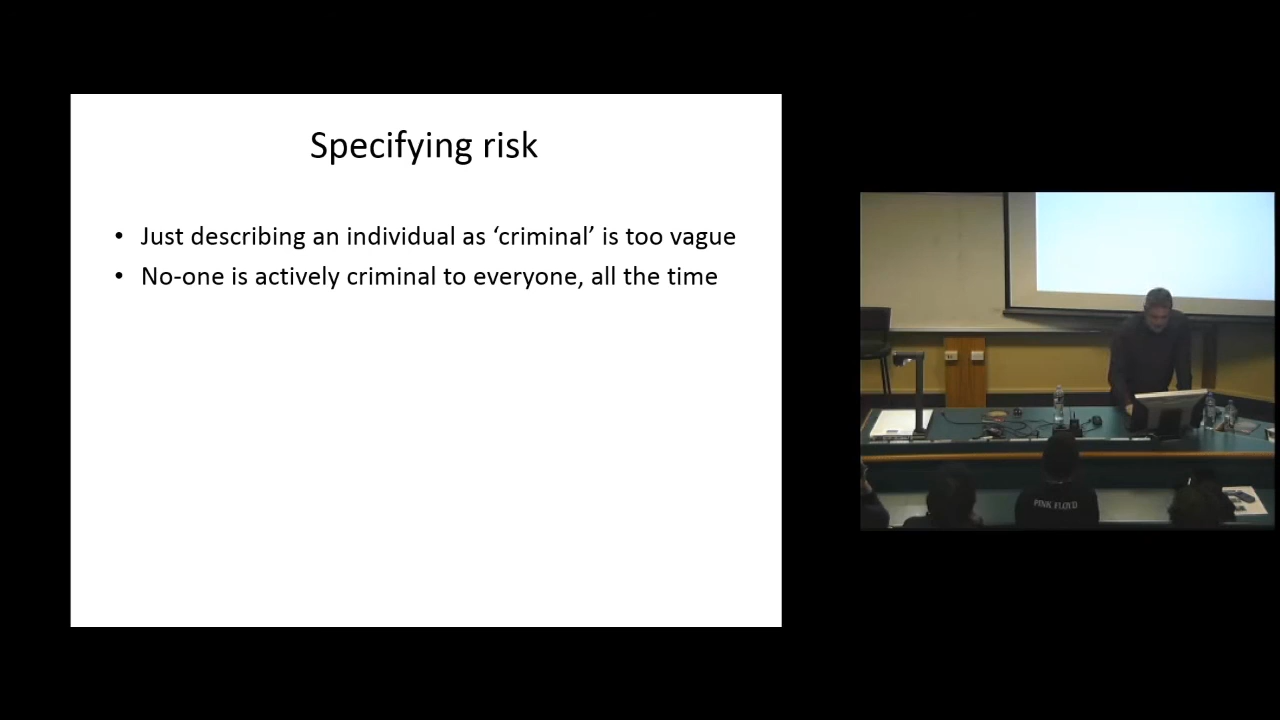 Specifying risk
• Just describing an individual as ‘criminal’ is too vague
• No-one is actively criminal to everyone, all the time
PINK FLOYD